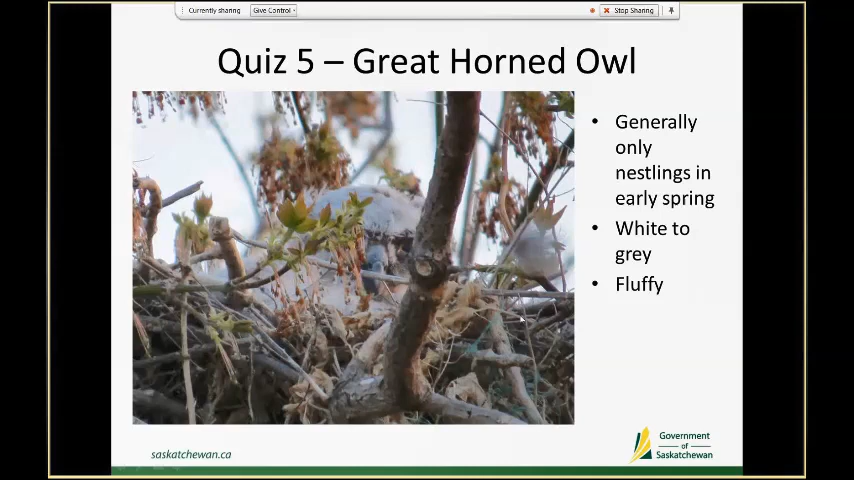 Currently sharing
Give Control
Stop Sharing
Quiz 5 – Great Horned Owl
• Generally
only
nestlings in
early spring
• White to
grey
• Fluffy
saskatchewan.ca
Government
of
Saskatchewan